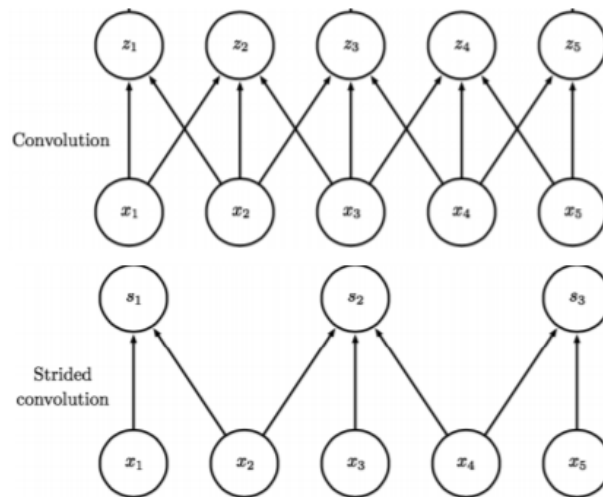 z₁ z₂ z₃ z₄ z₅
Convolution
x₁ x₂ x₃ x₄ x₅
s₁ s₂ s₃
Strided
convolution
x₁ x₂ x₃ x₄ x₅